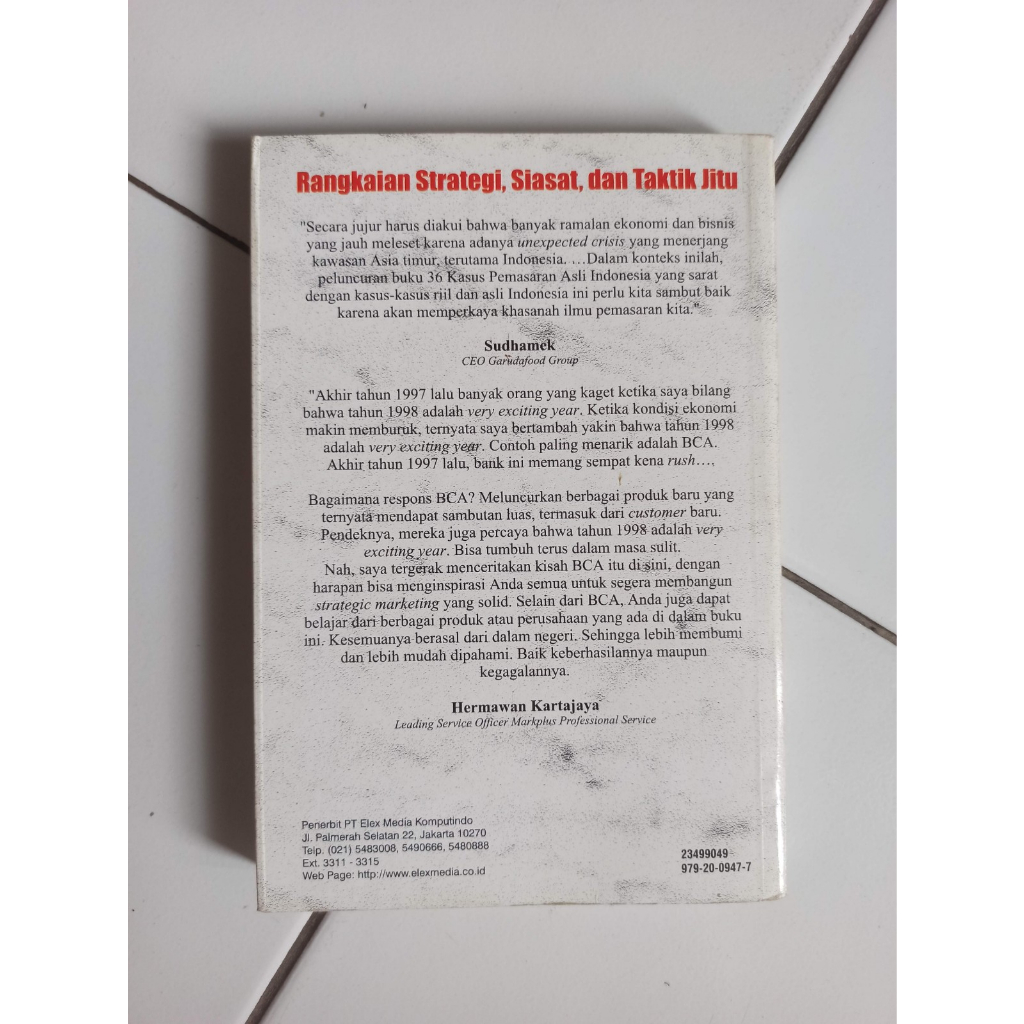 Rangkaian Strategi, Siasat, dan Taktik Jitu
"Secara jujur harus diakui bahwa banyak ramalan ekonomi dan bisnis
yang jauh meleset karena adanya unexpected crisis yang menerjang
kawasan Asia timur, terutama Indonesia. …Dalam konteks inilah,
peluncuran buku 36 Kasus Pemasaran Asli Indonesia yang sarat
dengan kasus-kasus riil dan asli Indonesia ini perlu kita sambut baik
karena akan memperkaya khasanah ilmu pemasaran kita."
Sudhamek
CEO Garudafood Group
"Akhir tahun 1997 lalu banyak orang yang kaget ketika saya bilang
bahwa tahun 1998 adalah very exciting year. Ketika kondisi ekonomi
makin memburuk, ternyata saya bertambah yakin bahwa tahun 1998
adalah very exciting year. Contoh paling menarik adalah BCA.
Akhir tahun 1997 lalu, bank ini memang sempat kena rush…,
Bagaimana respons BCA? Meluncurkan berbagai produk baru yang
ternyata mendapat sambutan luas, termasuk dari customer baru.
Pendeknya, mereka juga percaya bahwa tahun 1998 adalah very
exciting year. Bisa tumbuh terus dalam masa sulit.
Nah, saya tergerak menceritakan kisah BCA itu di sini, dengan
harapan bisa menginspirasi Anda semua untuk segera membangun
strategic marketing yang solid. Selain dari BCA, Anda juga dapat
belajar dari berbagai produk atau perusahaan yang ada di dalam buku
ini. Kesemuanya berasal dari dalam negeri. Sehingga lebih membumi
dan lebih mudah dipahami. Baik keberhasilannya maupun
kegagalannya.
Hermawan Kartajaya
Leading Service Officer Markplus Professional Service
Penerbit PT Elex Media Komputindo
Jl. Palmerah Selatan 22, Jakarta 10270
Telp. (021) 5483008, 5490666, 5480888
Ext. 3311 - 3315
Web Page: http://www.elexmedia.co.id
23499049
979-20-0947-7